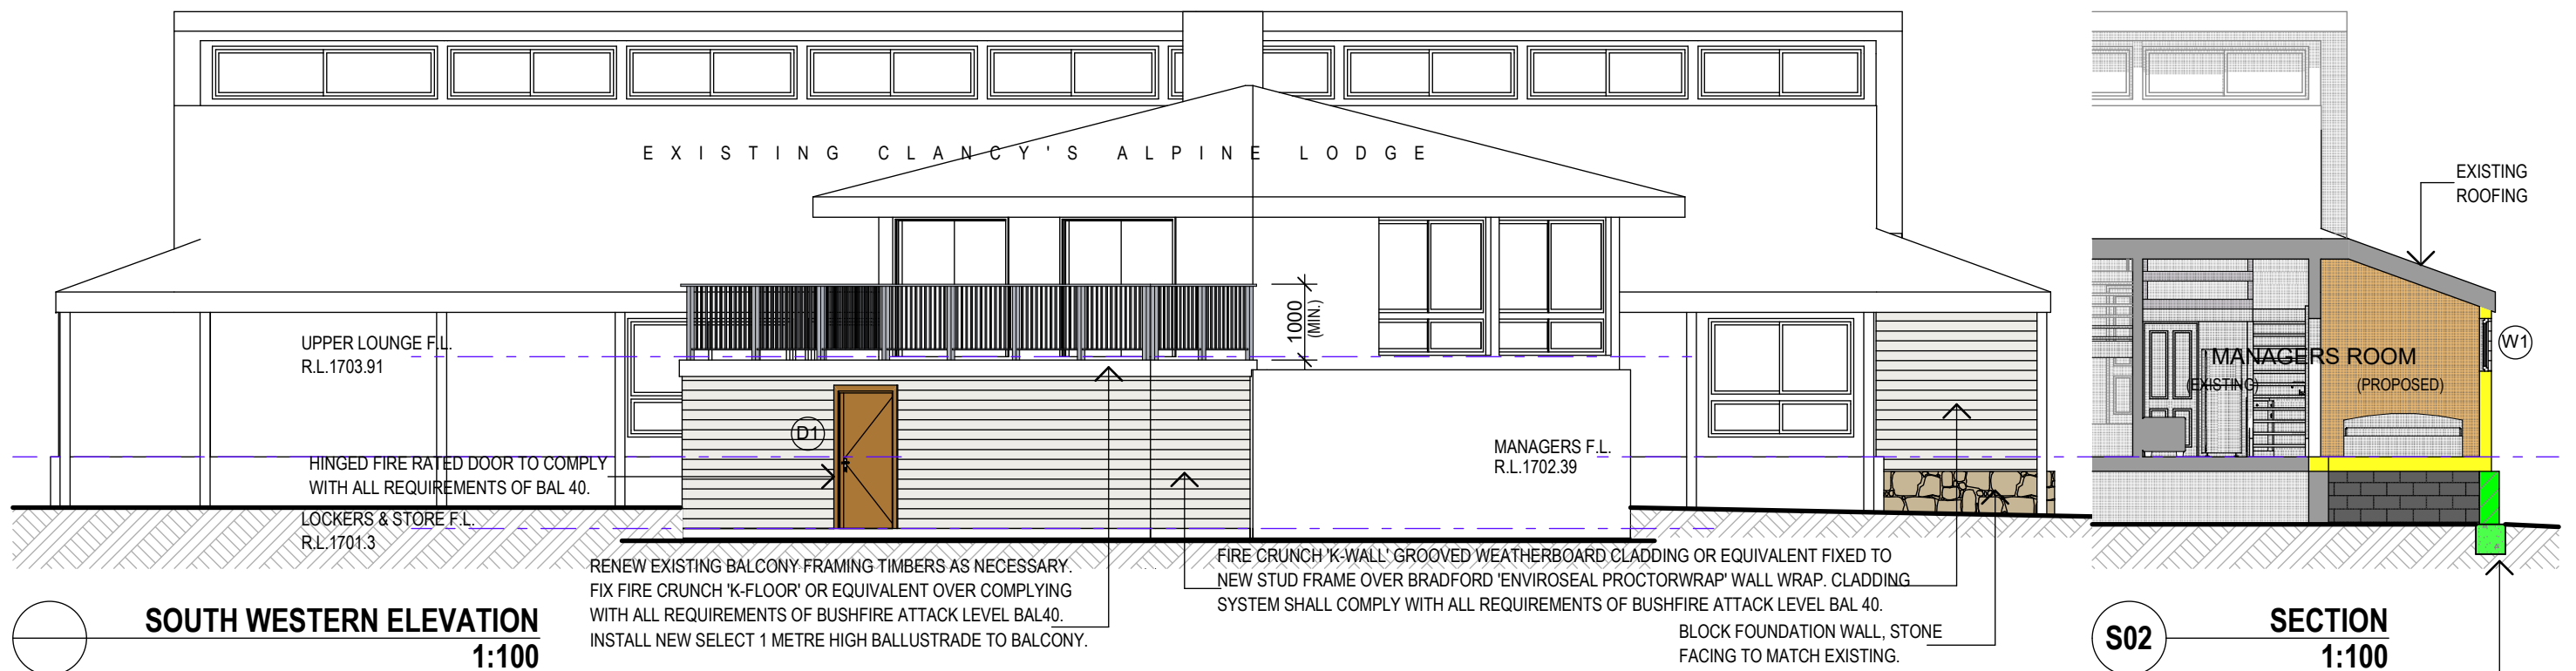 EXISTING CLANCY'S ALPINE LODGE
EXISTING
ROOFING
1000
(MIN.)
UPPER LOUNGE F.L.
R.L.1703.91
W1
MANAGERS ROOM
(EXISTING)
(PROPOSED)
D1
MANAGERS F.L.
R.L.1702.39
HINGED FIRE RATED DOOR TO COMPLY
WITH ALL REQUIREMENTS OF BAL 40.
LOCKERS & STORE F.L.
R.L.1701.3
RENEW EXISTING BALCONY FRAMING TIMBERS AS NECESSARY.
FIX FIRE CRUNCH 'K-FLOOR' OR EQUIVALENT OVER COMPLYING
WITH ALL REQUIREMENTS OF BUSHFIRE ATTACK LEVEL BAL40.
INSTALL NEW SELECT 1 METRE HIGH BALLUSTRADE TO BALCONY.
FIRE CRUNCH 'K-WALL' GROOVED WEATHERBOARD CLADDING OR EQUIVALENT FIXED TO
NEW STUD FRAME OVER BRADFORD 'ENVIROSEAL PROCTORWRAP' WALL WRAP. CLADDING
SYSTEM SHALL COMPLY WITH ALL REQUIREMENTS OF BUSHFIRE ATTACK LEVEL BAL 40.
BLOCK FOUNDATION WALL, STONE
FACING TO MATCH EXISTING.
SOUTH WESTERN ELEVATION
1:100
S02
SECTION
1:100